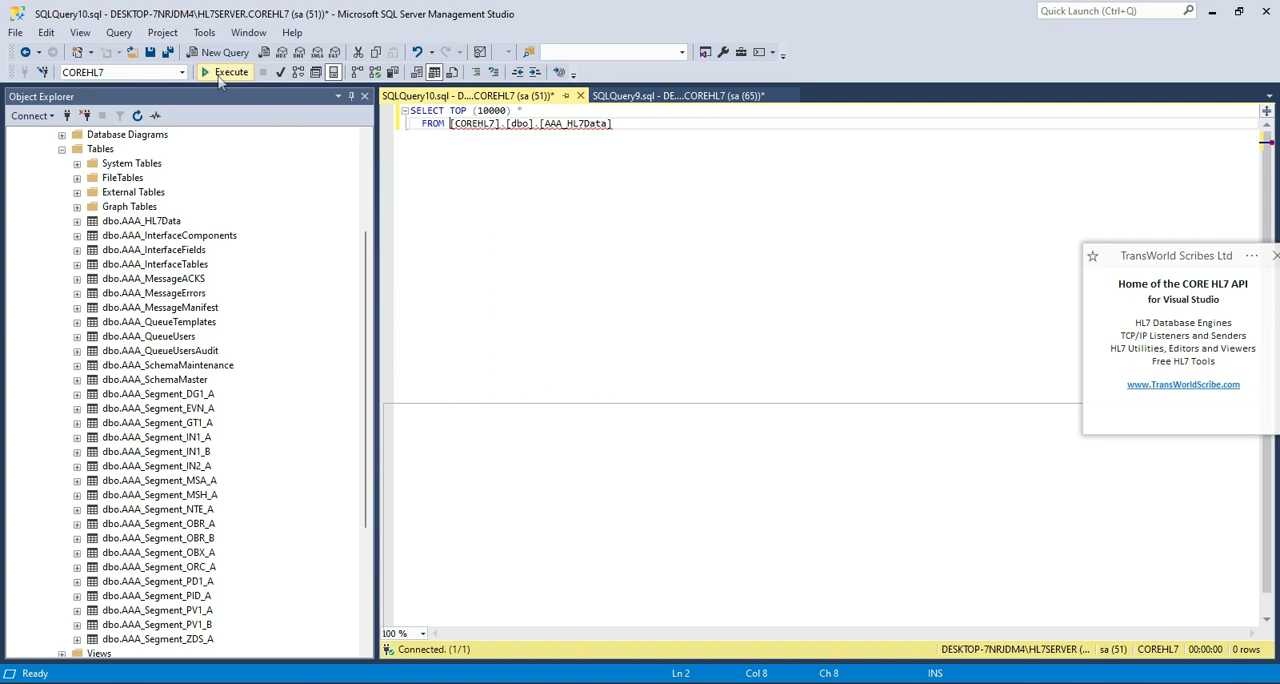 SQLQuery10.sql - DESKTOP-7NRJDM4\HL7SERVER.COREHL7 (sa (51))* - Microsoft SQL Server Management Studio
Quick Launch (Ctrl+Q)
File Edit View Query Project Tools Window Help
New Query
COREHL7
Execute
Object Explorer
SQLQuery10.sql - D....COREHL7 (sa (51))*
SQLQuery9.sql - DE....COREHL7 (sa (65))*
Connect
Database Diagrams
Tables
System Tables
FileTables
External Tables
Graph Tables
dbo.AAA_HL7Data
dbo.AAA_InterfaceComponents
dbo.AAA_InterfaceFields
dbo.AAA_InterfaceTables
dbo.AAA_MessageACKS
dbo.AAA_MessageErrors
dbo.AAA_MessageManifest
dbo.AAA_QueueTemplates
dbo.AAA_QueueUsers
dbo.AAA_QueueUsersAudit
dbo.AAA_SchemaMaintenance
dbo.AAA_SchemaMaster
dbo.AAA_Segment_DG1_A
dbo.AAA_Segment_EVN_A
dbo.AAA_Segment_GT1_A
dbo.AAA_Segment_IN1_A
dbo.AAA_Segment_IN1_B
dbo.AAA_Segment_IN2_A
dbo.AAA_Segment_MSA_A
dbo.AAA_Segment_MSH_A
dbo.AAA_Segment_NTE_A
dbo.AAA_Segment_OBR_A
dbo.AAA_Segment_OBR_B
dbo.AAA_Segment_OBX_A
dbo.AAA_Segment_ORC_A
dbo.AAA_Segment_PD1_A
dbo.AAA_Segment_PID_A
dbo.AAA_Segment_PV1_A
dbo.AAA_Segment_PV1_B
dbo.AAA_Segment_ZDS_A
Views
SELECT TOP (10000) *
FROM [COREHL7].[dbo].[AAA_HL7Data]
TransWorld Scribes Ltd
Home of the CORE HL7 API
for Visual Studio
HL7 Database Engines
TCP/IP Listeners and Senders
HL7 Utilities, Editors and Viewers
Free HL7 Tools
www.TransWorldScribe.com
100 %
Connected. (1/1)
DESKTOP-7NRJDM4\HL7SERVER (... sa (51) COREHL7 00:00:00 0 rows
Ready
Ln 2 Col 8 Ch 8 INS